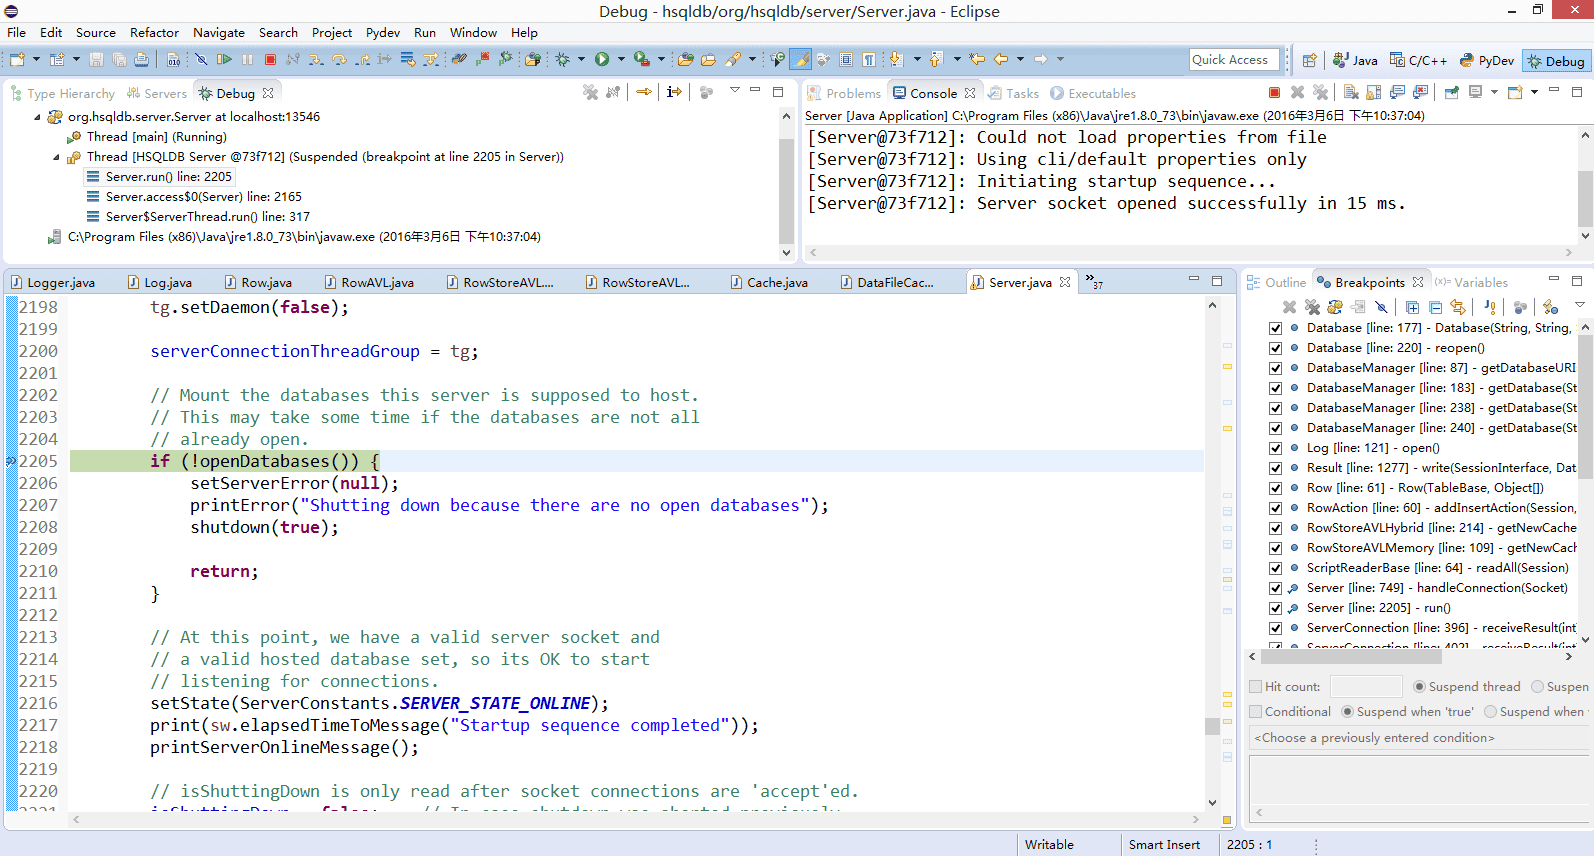 Debug - hsqldb/org/hsqldb/server/Server.java - Eclipse
File Edit Source Refactor Navigate Search Project Pydev Run Window Help
Quick Access Java C/C++ PyDev Debug
Type Hierarchy Servers Debug
org.hsqldb.server.Server at localhost:13546
Thread [main] (Running)
Thread [HSQLDB Server @73f712] (Suspended (breakpoint at line 2205 in Server))
Server.run() line: 2205
Server.access$0(Server) line: 2165
Server$ServerThread.run() line: 317
C:\Program Files (x86)\Java\jre1.8.0_73\bin\javaw.exe (2016年3月6日 下午10:37:04)
Problems Console Tasks Executables
Server [Java Application] C:\Program Files (x86)\Java\jre1.8.0_73\bin\javaw.exe (2016年3月6日 下午10:37:04)
[Server@73f712]: Could not load properties from file
[Server@73f712]: Using cli/default properties only
[Server@73f712]: Initiating startup sequence...
[Server@73f712]: Server socket opened successfully in 15 ms.
Logger.java Log.java Row.java RowAVL.java RowStoreAVL.... RowStoreAVL... Cache.java DataFileCac... Server.java »37
2198 tg.setDaemon(false);
2199
2200 serverConnectionThreadGroup = tg;
2201
2202 // Mount the databases this server is supposed to host.
2203 // This may take some time if the databases are not all
2204 // already open.
2205 if (!openDatabases()) {
2206 setServerError(null);
2207 printError("Shutting down because there are no open databases");
2208 shutdown(true);
2209
2210 return;
2211 }
2212
2213 // At this point, we have a valid server socket and
2214 // a valid hosted database set, so its OK to start
2215 // listening for connections.
2216 setState(ServerConstants.SERVER_STATE_ONLINE);
2217 print(sw.elapsedTimeToMessage("Startup sequence completed"));
2218 printServerOnlineMessage();
2219
2220 // isShuttingDown is only read after socket connections are 'accept'ed.
Outline Breakpoints (x)= Variables
Database [line: 177] - Database(String, String,
Database [line: 220] - reopen()
DatabaseManager [line: 87] - getDatabaseURI
DatabaseManager [line: 183] - getDatabase(St
DatabaseManager [line: 238] - getDatabase(St
DatabaseManager [line: 240] - getDatabase(St
Log [line: 121] - open()
Result [line: 1277] - write(SessionInterface, Dat
Row [line: 61] - Row(TableBase, Object[])
RowAction [line: 60] - addInsertAction(Session,
RowStoreAVLHybrid [line: 214] - getNewCache
RowStoreAVLMemory [line: 109] - getNewCach
ScriptReaderBase [line: 64] - readAll(Session)
Server [line: 749] - handleConnection(Socket)
Server [line: 2205] - run()
ServerConnection [line: 396] - receiveResult(int)
Hit count: Suspend thread Suspen
Conditional Suspend when 'true' Suspend when
<Choose a previously entered condition>
Writable Smart Insert 2205 : 1